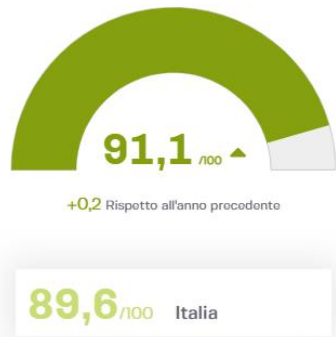 91,1 /100
+0,2 Rispetto all'anno precedente
89,6/100 Italia